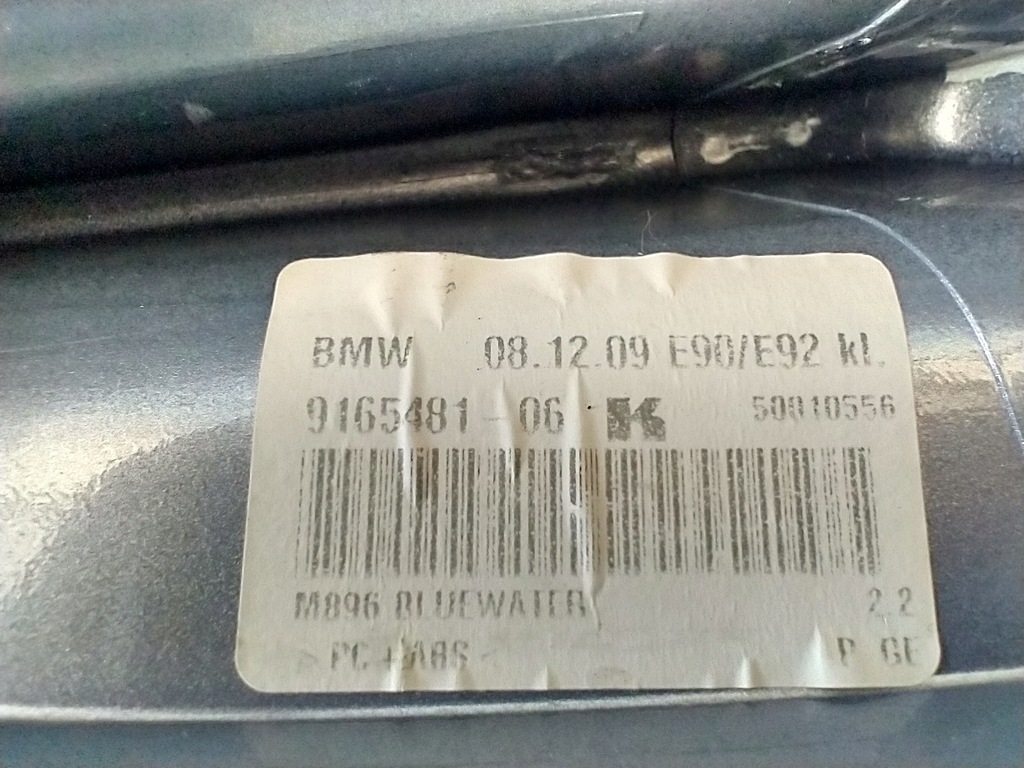 BMW 08.12.09 E90/E92 kl.
9165481-06 50010556
M896 BLUEWATER 2.2
> PC+ABS < P GE